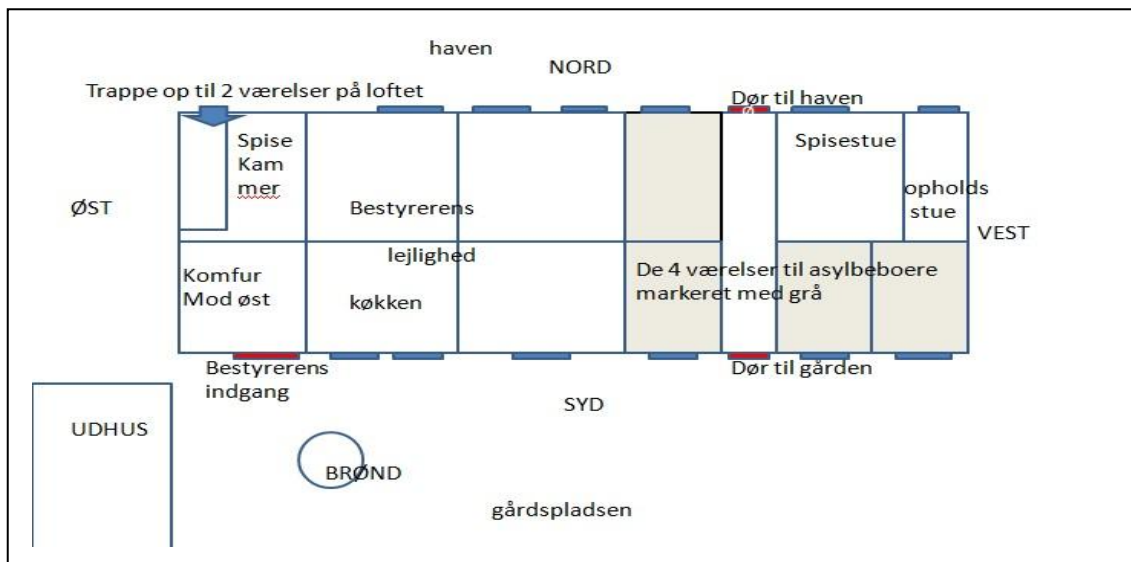 haven
NORD
Trappe op til 2 værelser på loftet
Dør til haven
Spise
Kam
mer
Spisestue
ØST
Bestyrerens
opholds
stue
VEST
lejlighed
Komfur
Mod øst
køkken
De 4 værelser til asylbeboere
markeret med grå
Bestyrerens
indgang
Dør til gården
SYD
UDHUS
BRØND
gårdspladsen